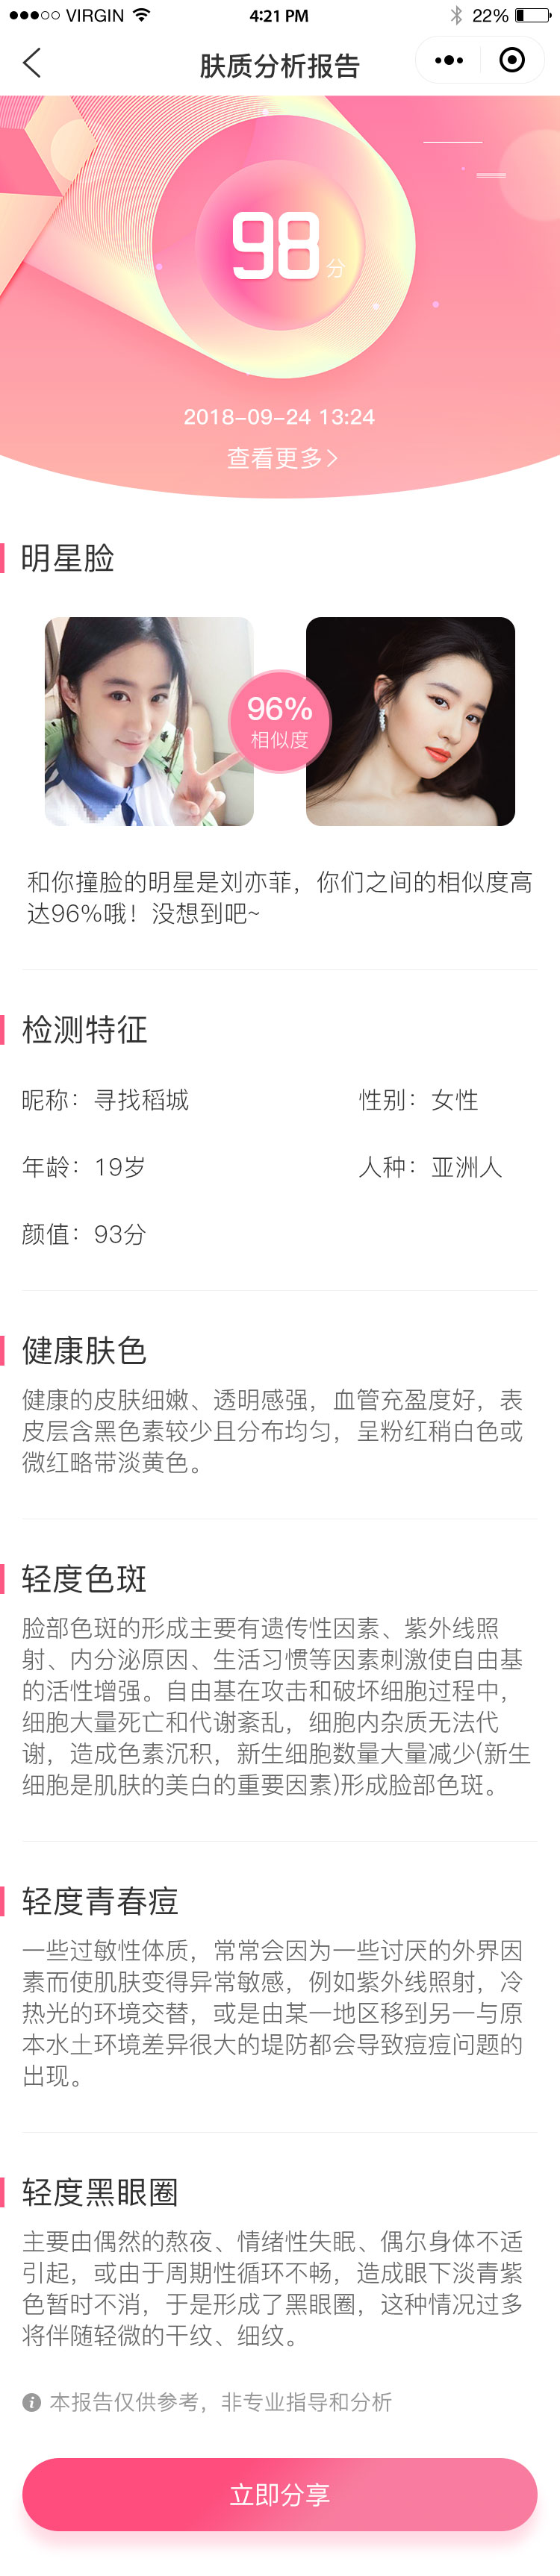 VIRGIN
4:21 PM
22%
肤质分析报告
98分
2018-09-24 13:24
查看更多
明星脸
96%
相似度
和你撞脸的明星是刘亦菲，你们之间的相似度高
达96%哦！没想到吧~
检测特征
昵称：寻找稻城
性别：女性
年龄：19岁
人种：亚洲人
颜值：93分
健康肤色
健康的皮肤细嫩、透明感强，血管充盈度好，表
皮层含黑色素较少且分布均匀，呈粉红稍白色或
微红略带淡黄色。
轻度色斑
脸部色斑的形成主要有遗传性因素、紫外线照
射、内分泌原因、生活习惯等因素刺激使自由基
的活性增强。自由基在攻击和破坏细胞过程中，
细胞大量死亡和代谢紊乱，细胞内杂质无法代
谢，造成色素沉积，新生细胞数量大量减少(新生
细胞是肌肤的美白的重要因素)形成脸部色斑。
轻度青春痘
一些过敏性体质，常常会因为一些讨厌的外界因
素而使肌肤变得异常敏感，例如紫外线照射，冷
热光的环境交替，或是由某一地区移到另一与原
本水土环境差异很大的堤防都会导致痘痘问题的
出现。
轻度黑眼圈
主要由偶然的熬夜、情绪性失眠、偶尔身体不适
引起，或由于周期性循环不畅，造成眼下淡青紫
色暂时不消，于是形成了黑眼圈，这种情况过多
将伴随轻微的干纹、细纹。
本报告仅供参考，非专业指导和分析
立即分享